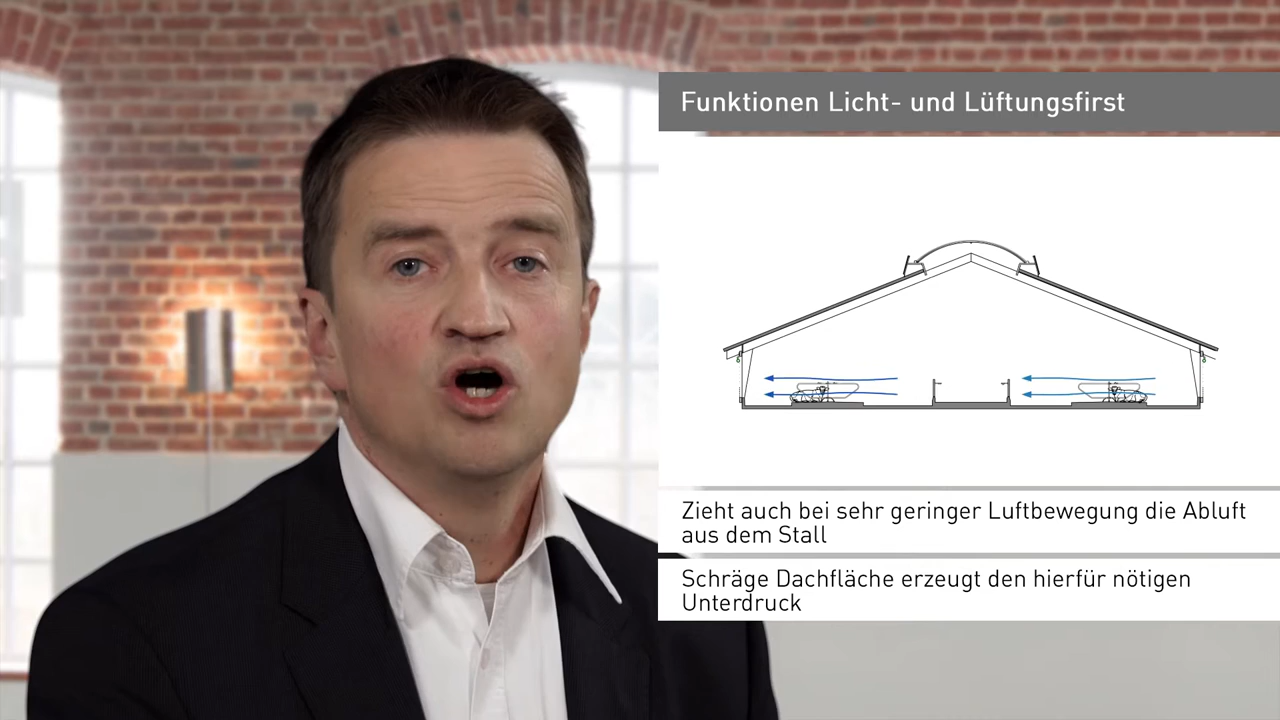 Funktionen Licht- und Lüftungsfirst
Zieht auch bei sehr geringer Luftbewegung die Abluft
aus dem Stall
Schräge Dachfläche erzeugt den hierfür nötigen
Unterdruck